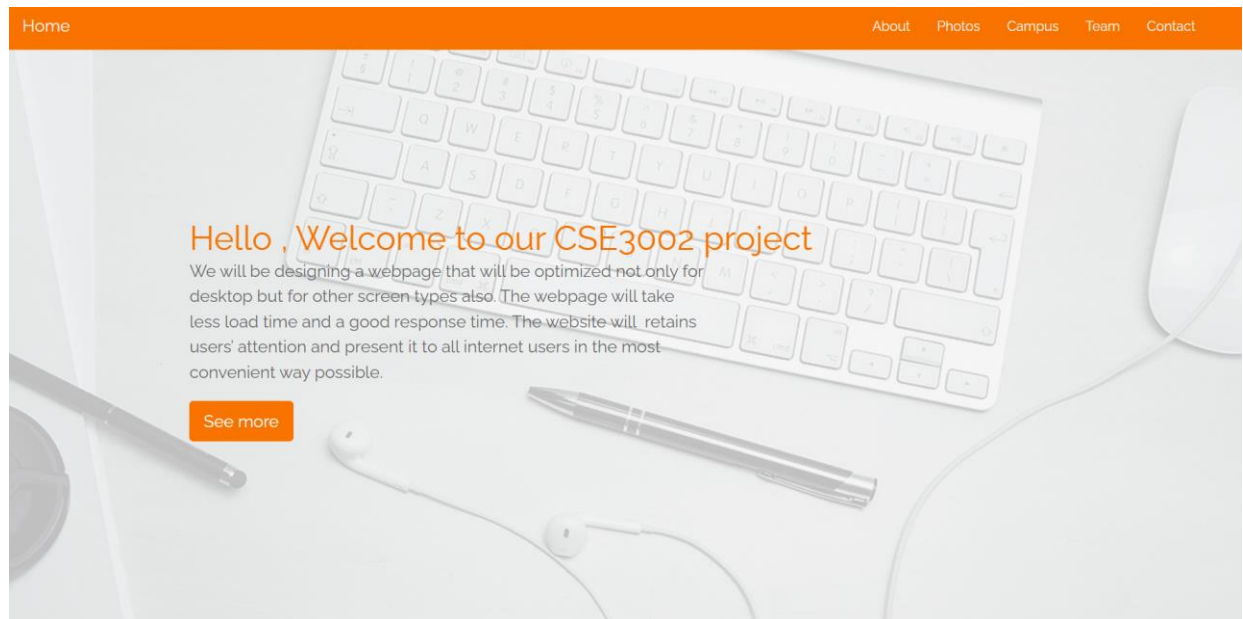 Home
About Photos Campus Team Contact
Hello , Welcome to our CSE3002 project
We will be designing a webpage that will be optimized not only for
desktop but for other screen types also. The webpage will take
less load time and a good response time. The website will  retains
users' attention and present it to all internet users in the most
convenient way possible.
See more